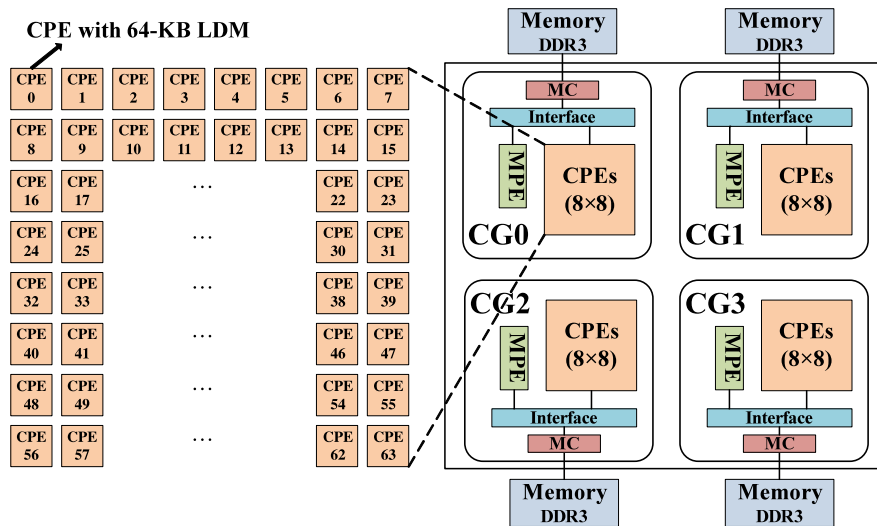 CPE with 64-KB LDM
CPE 0
CPE 1
CPE 2
CPE 3
CPE 4
CPE 5
CPE 6
CPE 7
CPE 8
CPE 9
CPE 10
CPE 11
CPE 12
CPE 13
CPE 14
CPE 15
CPE 16
CPE 17
...
CPE 22
CPE 23
CPE 24
CPE 25
...
CPE 30
CPE 31
CPE 32
CPE 33
...
CPE 38
CPE 39
CPE 40
CPE 41
...
CPE 46
CPE 47
CPE 48
CPE 49
...
CPE 54
CPE 55
CPE 56
CPE 57
...
CPE 62
CPE 63
Memory
DDR3
MC
Interface
MPE
CPEs
(8×8)
CG0
Memory
DDR3
MC
Interface
MPE
CPEs
(8×8)
CG1
CG2
MPE
CPEs
(8×8)
Interface
MC
Memory
DDR3
CG3
MPE
CPEs
(8×8)
Interface
MC
Memory
DDR3